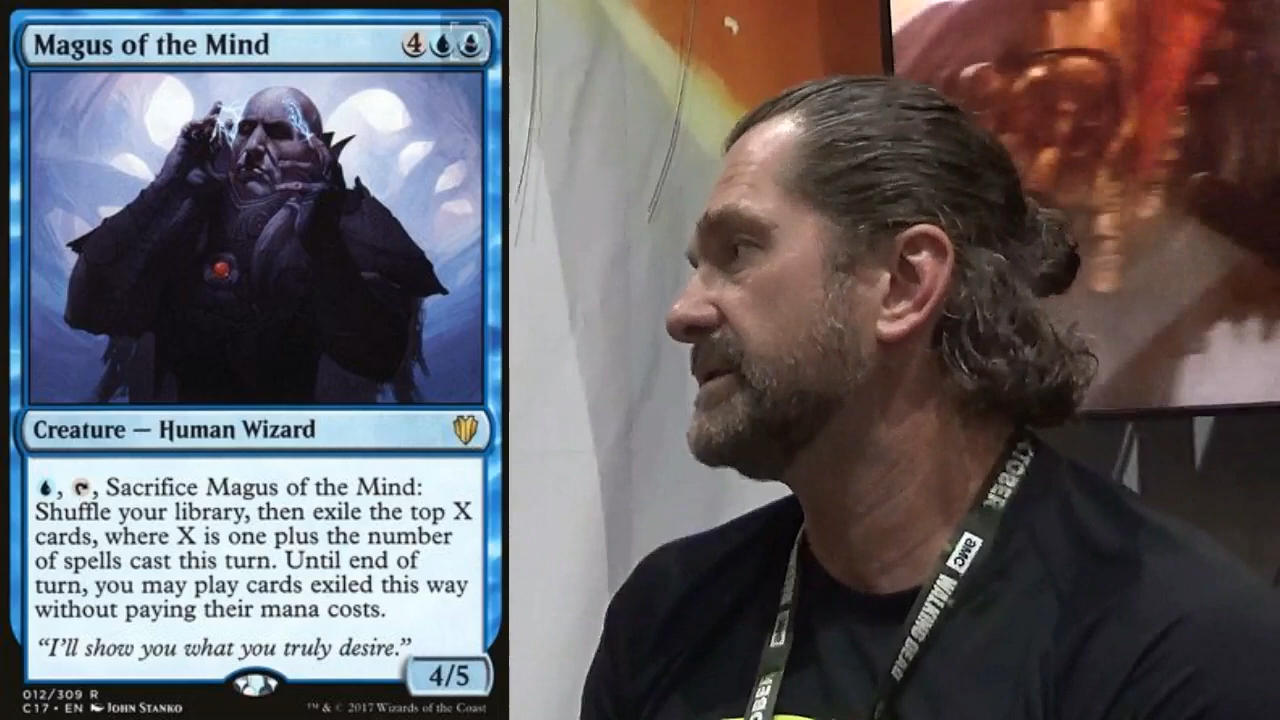 Magus of the Mind 4
Creature — Human Wizard
, , Sacrifice Magus of the Mind:
Shuffle your library, then exile the top X
cards, where X is one plus the number
of spells cast this turn. Until end of
turn, you may play cards exiled this way
without paying their mana costs.
“I’ll show you what you truly desire.”
4/5
012/309 R
C17 • EN JOHN STANKO
™ & © 2017 Wizards of the Coast
TOBER
amc
WALKING DEAD
OBER